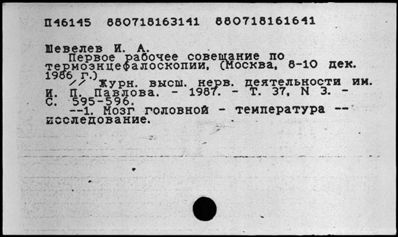 П46145 880718163141 880718161641
Шевелев И. А.
Первое рабочее совещание по
термоэнцефалоскопии, (Москва, 8-10 дек.
1986 г.)
// Журн. высш. нерв. деятельности им.
И. П. Павлова. - 1987. - Т. 37, N 3. -
С. 595-596.
--1. Мозг головной - температура --
исследование.